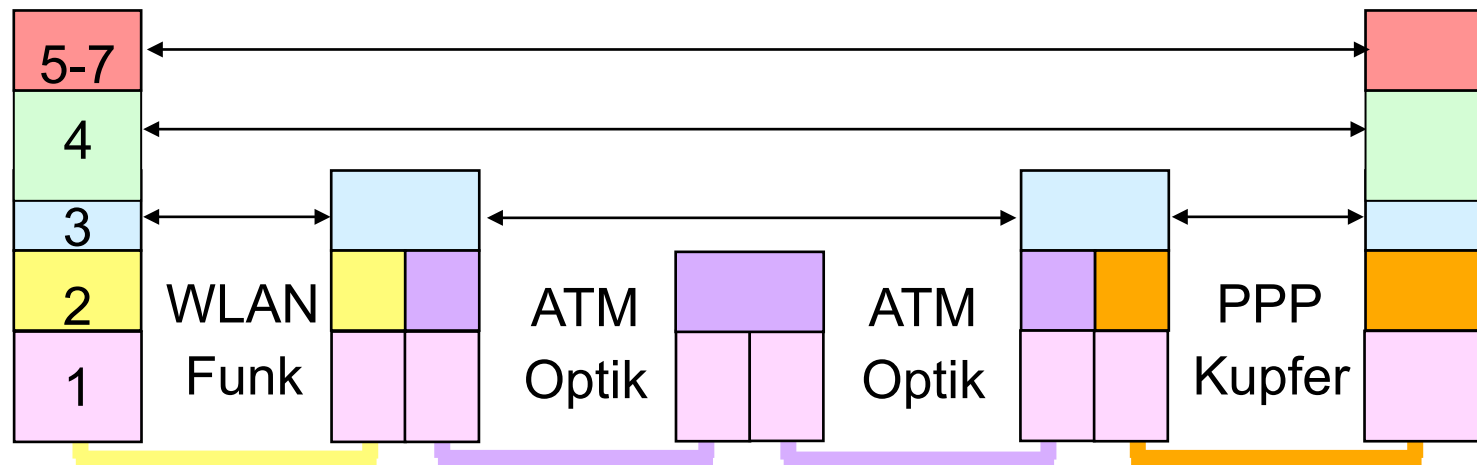 5-7
4
3
2
1
WLAN
Funk
ATM
Optik
ATM
Optik
PPP
Kupfer